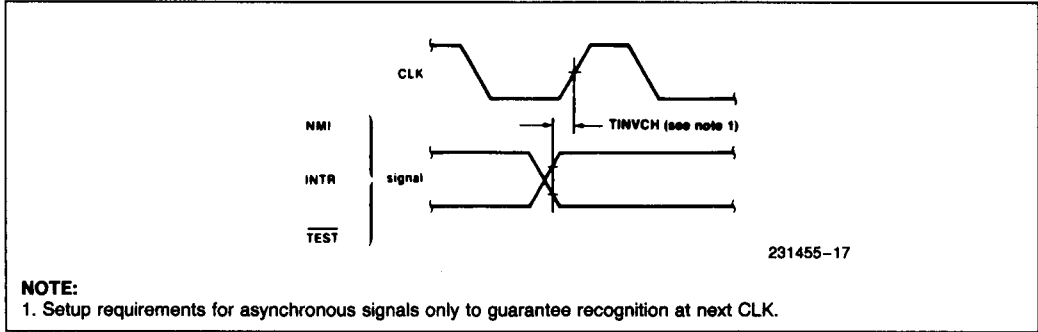 CLK
NMI
TINVCH (see note 1)
INTR
signal
TEST
231455-17
NOTE:
1. Setup requirements for asynchronous signals only to guarantee recognition at next CLK.